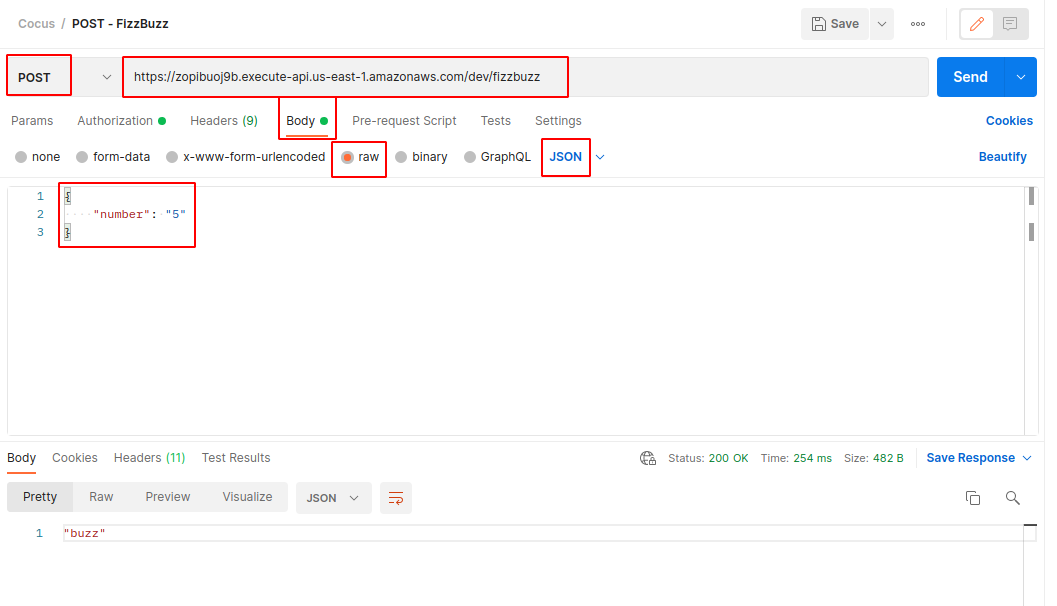 Cocus / POST - FizzBuzz Save
POST https://zopibuoj9b.execute-api.us-east-1.amazonaws.com/dev/fizzbuzz Send
Params Authorization Headers (9) Body Pre-request Script Tests Settings Cookies
none form-data x-www-form-urlencoded raw binary GraphQL JSON Beautify
1 {
2 "number": "5"
3 }
Body Cookies Headers (11) Test Results Status: 200 OK Time: 254 ms Size: 482 B Save Response
Pretty Raw Preview Visualize JSON
1 "buzz"